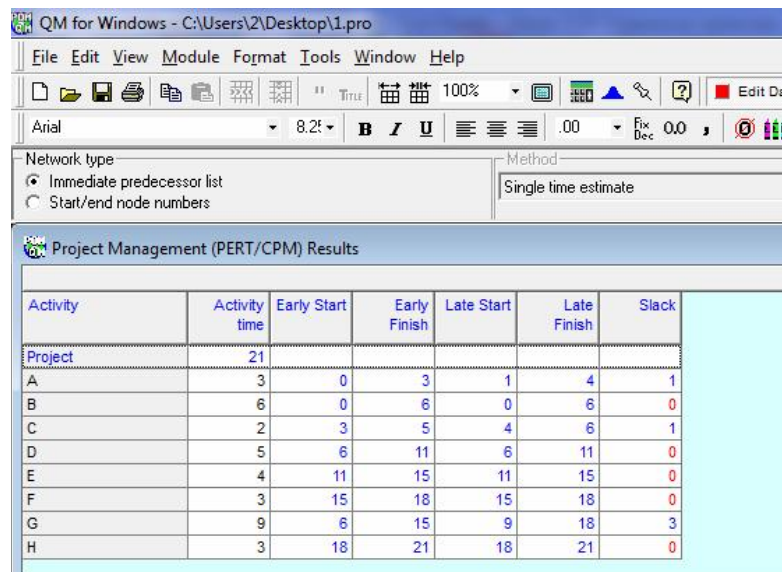 QM for Windows - C:\Users\2\Desktop\1.pro
File Edit View Module Format Tools Window Help
TITLE 100% Edit Da
Arial 8.2 B I U .00 Fix Dec 0.0 ,
Network type
Immediate predecessor list
Start/end node numbers
Method
Single time estimate
Project Management (PERT/CPM) Results
Activity Activity time Early Start Early Finish Late Start Late Finish Slack
Project 21
A 3 0 3 1 4 1
B 6 0 6 0 6 0
C 2 3 5 4 6 1
D 5 6 11 6 11 0
E 4 11 15 11 15 0
F 3 15 18 15 18 0
G 9 6 15 9 18 3
H 3 18 21 18 21 0